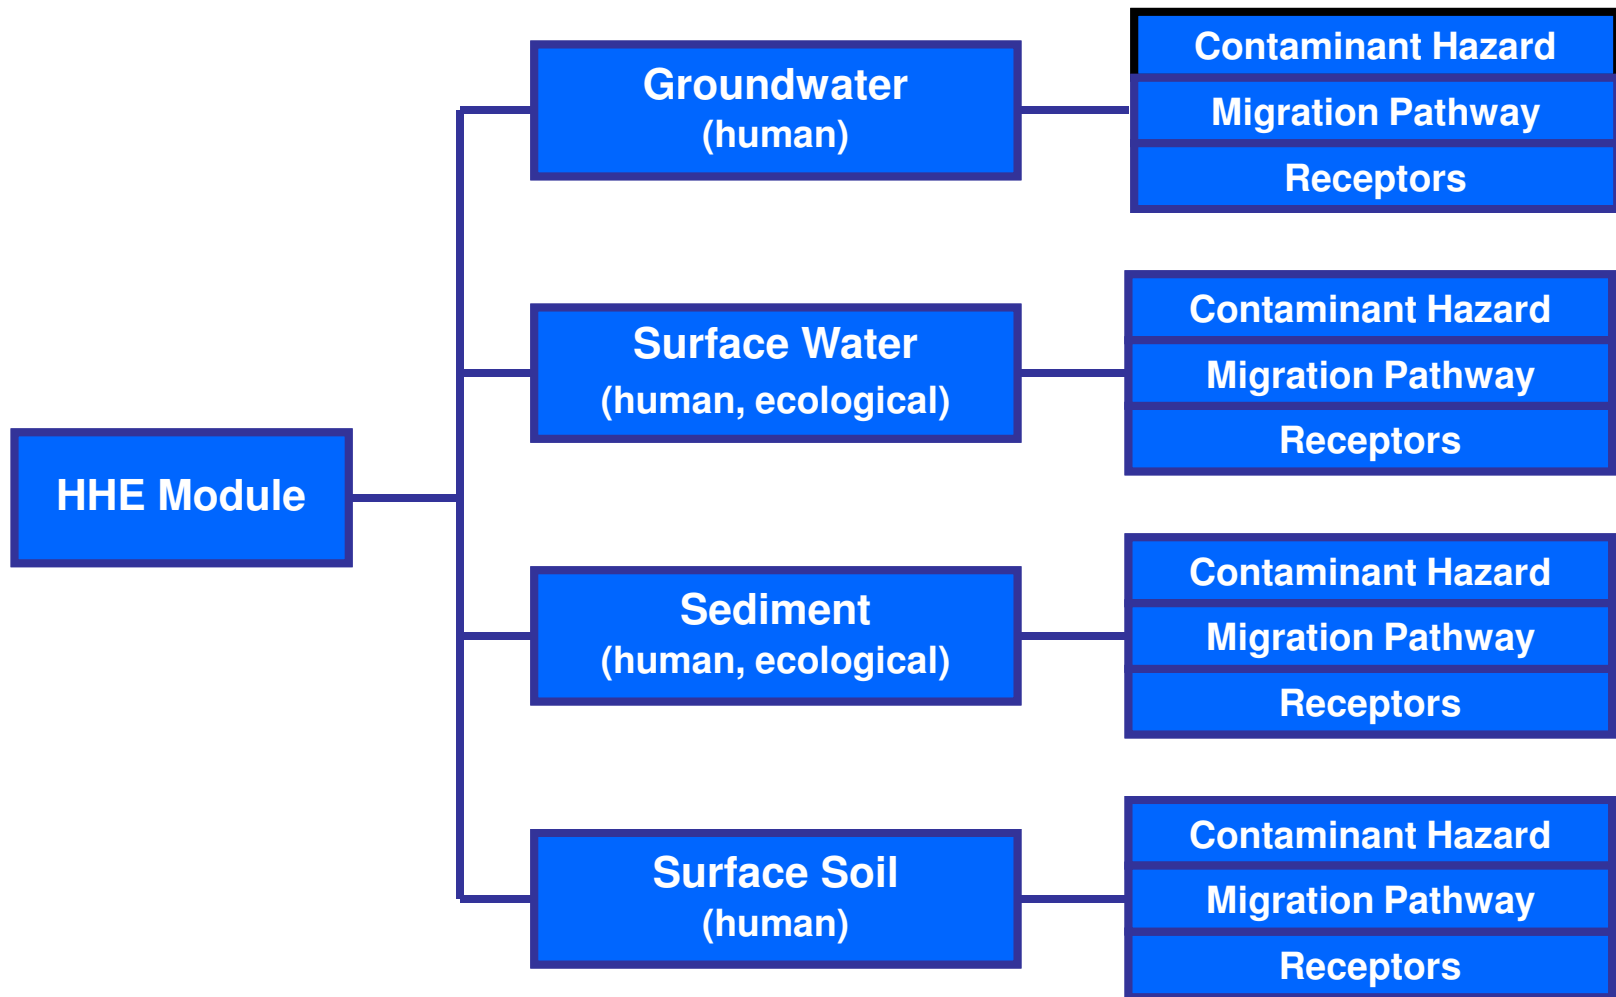 HHE Module
Groundwater
(human)
Contaminant Hazard
Migration Pathway
Receptors
Surface Water
(human, ecological)
Contaminant Hazard
Migration Pathway
Receptors
Sediment
(human, ecological)
Contaminant Hazard
Migration Pathway
Receptors
Surface Soil
(human)
Contaminant Hazard
Migration Pathway
Receptors